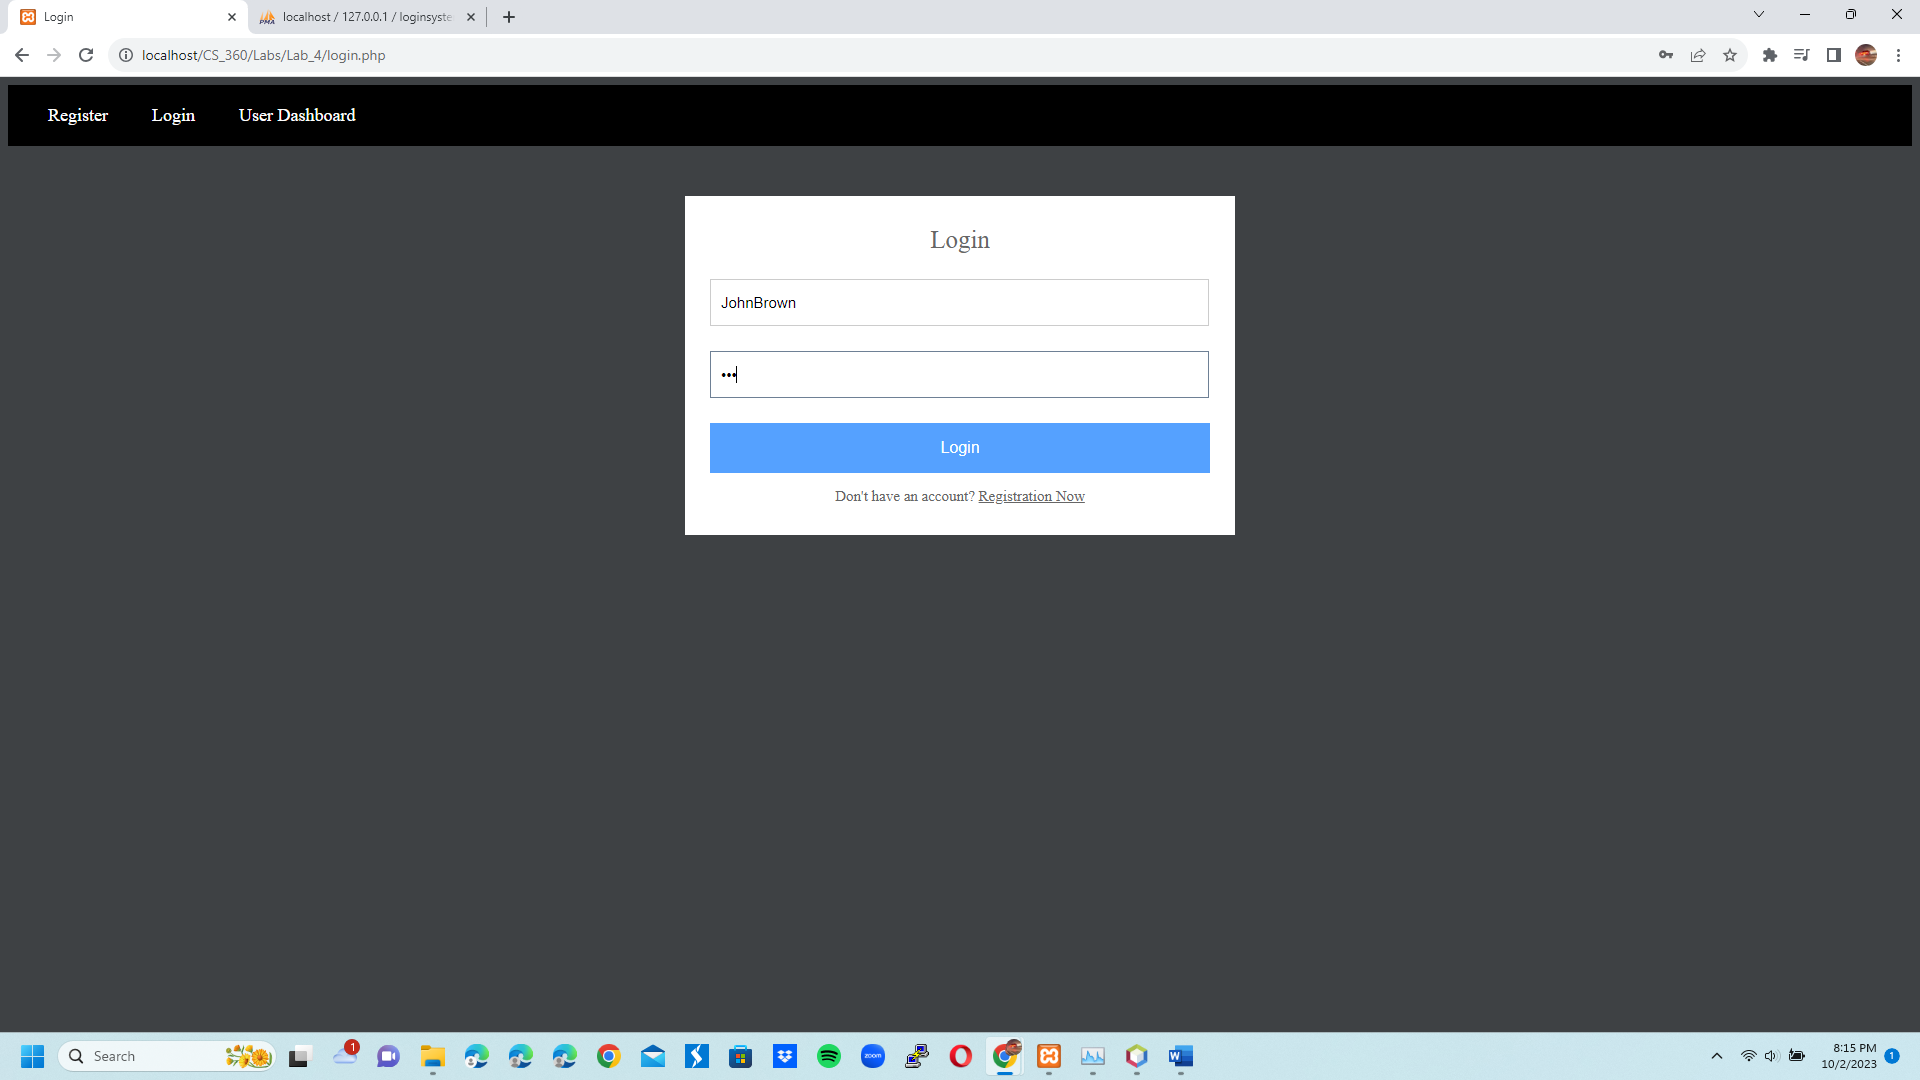 Login
localhost / 127.0.0.1 / loginsyste
localhost/CS_360/Labs/Lab_4/login.php
Register Login User Dashboard
Login
JohnBrown
•••
Login
Don't have an account? Registration Now
Search
1
zoom
8:15 PM
10/2/2023
1